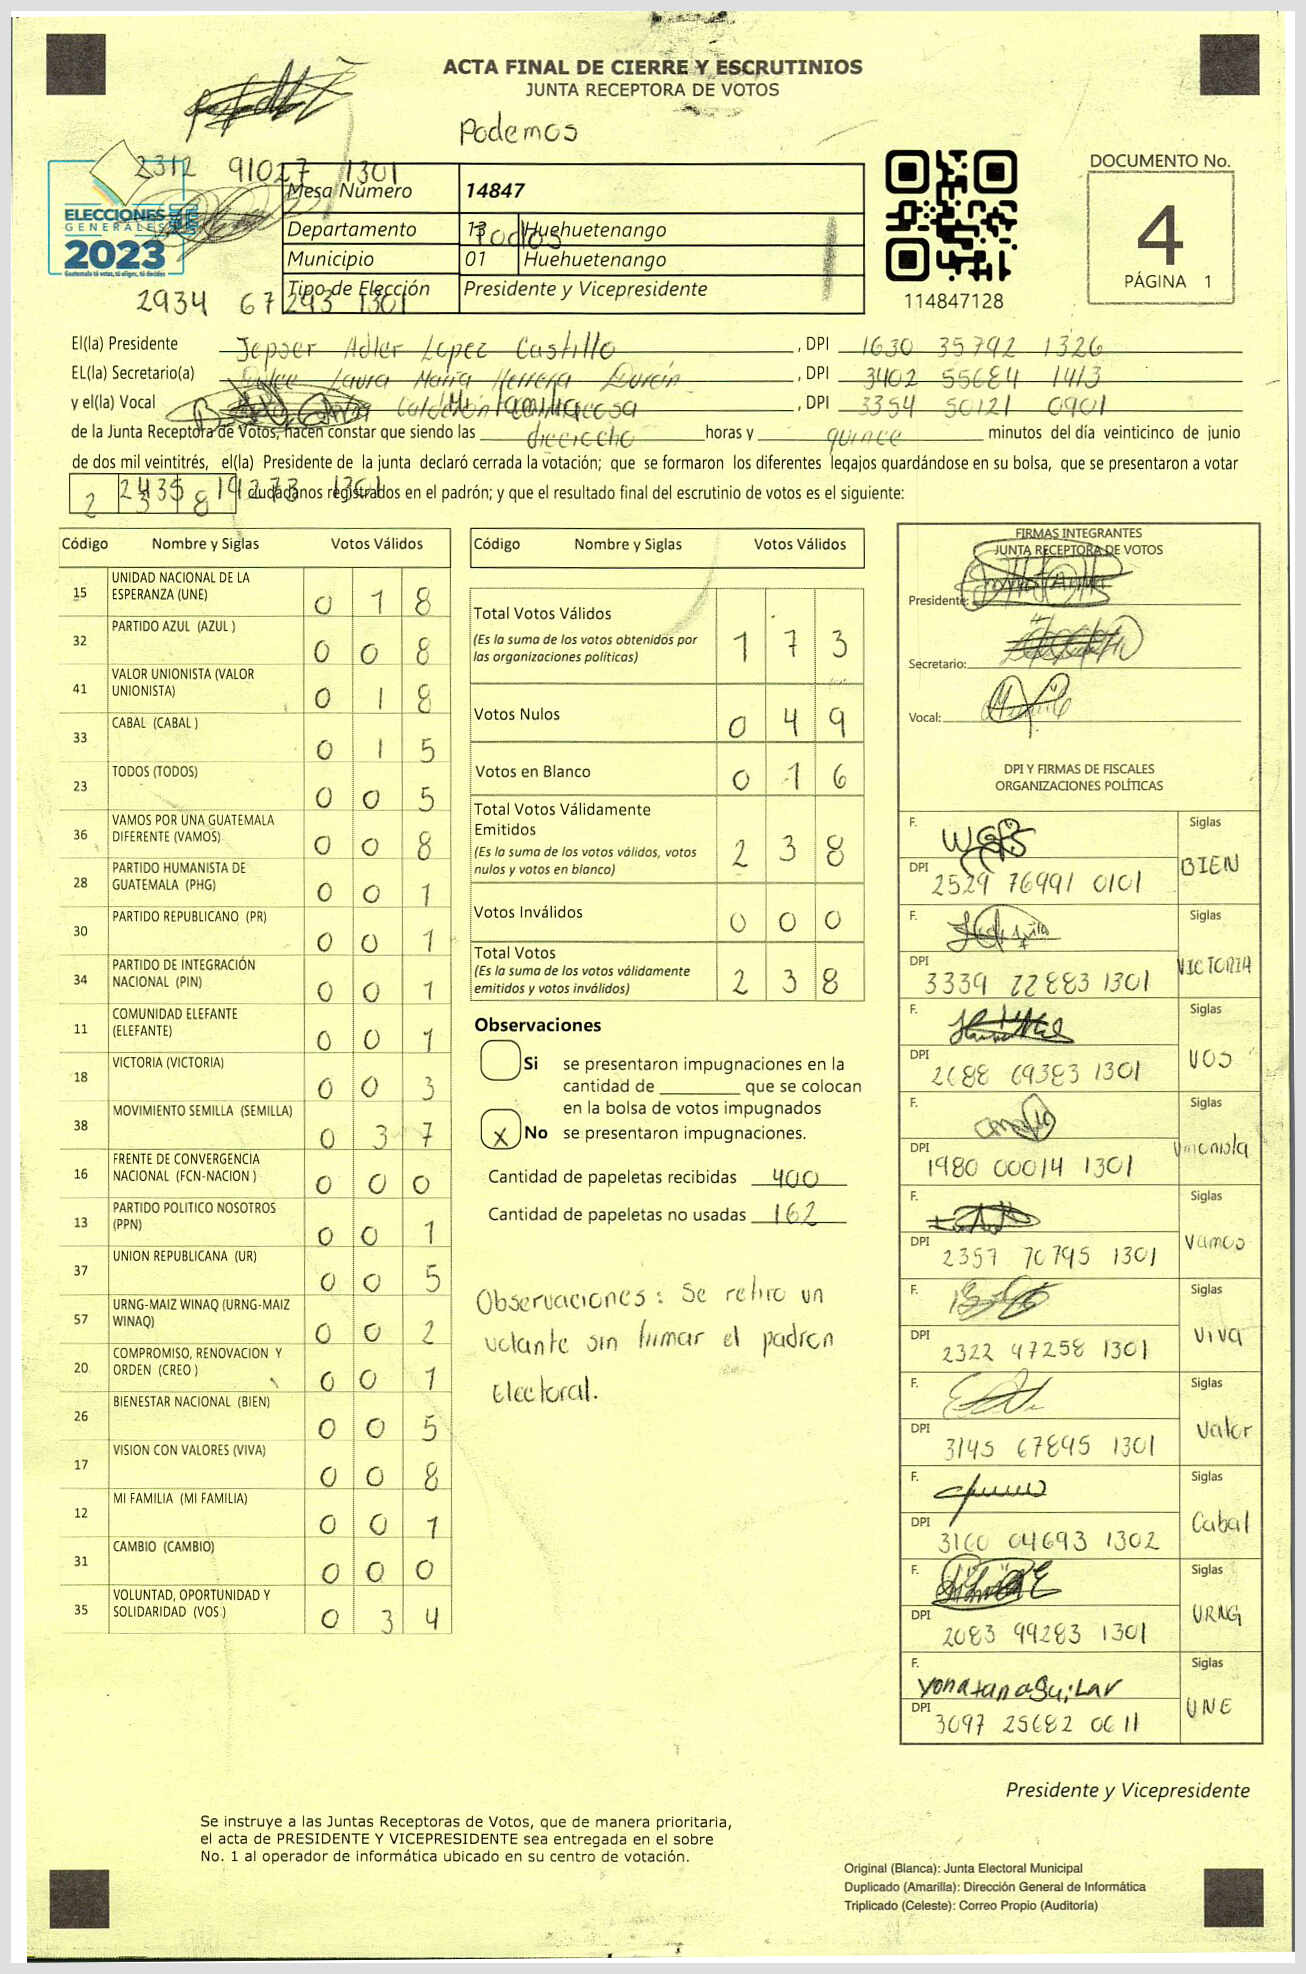 ACTA FINAL DE CIERRE Y ESCRUTINIOS
JUNTA RECEPTORA DE VOTOS
Podemos
2312 91027 1301
ELECCIONES
GENERALES
2023
Guatemala tú votas, tú eliges, tú decides
Mesa Número 14847
Departamento 13 Huehuetenango
Todos
Municipio 01 Huehuetenango
Tipo de Elección Presidente y Vicepresidente
2934 67293 1301
114847128
DOCUMENTO No.
4
PÁGINA 1
El(la) Presidente Jepser Adler Lopez Castillo, DPI 1630 35792 1326
EL(la) Secretario(a) Dulce Laura María Herrera Durán, DPI 3402 55684 1413
y el(la) Vocal Calderón, DPI 3354 50121 0901
Mi familia
de la Junta Receptora de Votos, hacen constar que siendo las dieciocho horas y quince minutos del día veinticinco de junio
de dos mil veintitrés, el(la) Presidente de la junta declaró cerrada la votación; que se formaron los diferentes legajos guardándose en su bolsa, que se presentaron a votar
2 3 8 ciudadanos registrados en el padrón; y que el resultado final del escrutinio de votos es el siguiente:
2435 19273 1301
Código Nombre y Siglas Votos Válidos
15 UNIDAD NACIONAL DE LA ESPERANZA (UNE) 0 1 8
32 PARTIDO AZUL (AZUL ) 0 0 8
41 VALOR UNIONISTA (VALOR UNIONISTA) 0 1 8
33 CABAL (CABAL ) 0 1 5
23 TODOS (TODOS) 0 0 5
36 VAMOS POR UNA GUATEMALA DIFERENTE (VAMOS) 0 0 8
28 PARTIDO HUMANISTA DE GUATEMALA (PHG) 0 0 1
30 PARTIDO REPUBLICANO (PR) 0 0 1
34 PARTIDO DE INTEGRACIÓN NACIONAL (PIN) 0 0 1
11 COMUNIDAD ELEFANTE (ELEFANTE) 0 0 1
18 VICTORIA (VICTORIA) 0 0 3
38 MOVIMIENTO SEMILLA (SEMILLA) 0 3 7
16 FRENTE DE CONVERGENCIA NACIONAL (FCN-NACION ) 0 0 0
13 PARTIDO POLITICO NOSOTROS (PPN) 0 0 1
37 UNION REPUBLICANA (UR) 0 0 5
57 URNG-MAIZ WINAQ (URNG-MAIZ WINAQ) 0 0 2
20 COMPROMISO, RENOVACION Y ORDEN (CREO ) 0 0 1
26 BIENESTAR NACIONAL (BIEN) 0 0 5
17 VISION CON VALORES (VIVA) 0 0 8
12 MI FAMILIA (MI FAMILIA) 0 0 1
31 CAMBIO (CAMBIO) 0 0 0
35 VOLUNTAD, OPORTUNIDAD Y SOLIDARIDAD (VOS ) 0 3 4
Código Nombre y Siglas Votos Válidos
Total Votos Válidos 1 7 3
(Es la suma de los votos obtenidos por
las organizaciones políticas)
Votos Nulos 0 4 9
Votos en Blanco 0 1 6
Total Votos Válidamente
Emitidos 2 3 8
(Es la suma de los votos válidos, votos
nulos y votos en blanco)
Votos Inválidos 0 0 0
Total Votos 2 3 8
(Es la suma de los votos válidamente
emitidos y votos inválidos)
Observaciones
Si se presentaron impugnaciones en la
cantidad de ________ que se colocan
en la bolsa de votos impugnados
X No se presentaron impugnaciones.
Cantidad de papeletas recibidas 400
Cantidad de papeletas no usadas 162
Observaciones: Se retiro un
votante sin firmar el padron
Electoral.
FIRMAS INTEGRANTES
JUNTA RECEPTORA DE VOTOS
Presidente:
Secretario:
Vocal:
DPI Y FIRMAS DE FISCALES
ORGANIZACIONES POLÍTICAS
F. Siglas
DPI 2529 76991 0101 BIEN
F. Siglas
DPI 3339 22883 1301 VICTORIA
F. Siglas
DPI 2688 69383 1301 VOS
F.
DPI 1980 00014 1301 Unionista
F. Siglas
DPI 2357 70795 1301 Vamos
F. Siglas
DPI 2322 47258 1301 VIVA
F. Siglas
DPI 3145 67895 1301 Valor
F. Siglas
DPI 3160 04693 1302 Cabal
F. Siglas
DPI 2083 99283 1301 URNG
F. Yonatan aguilar Siglas
DPI 3097 25682 0611 UNE
Presidente y Vicepresidente
Se instruye a las Juntas Receptoras de Votos, que de manera prioritaria,
el acta de PRESIDENTE Y VICEPRESIDENTE sea entregada en el sobre
No. 1 al operador de informática ubicado en su centro de votación.
Original (Blanca): Junta Electoral Municipal
Duplicado (Amarilla): Dirección General de Informática
Triplicado (Celeste): Correo Propio (Auditoría)